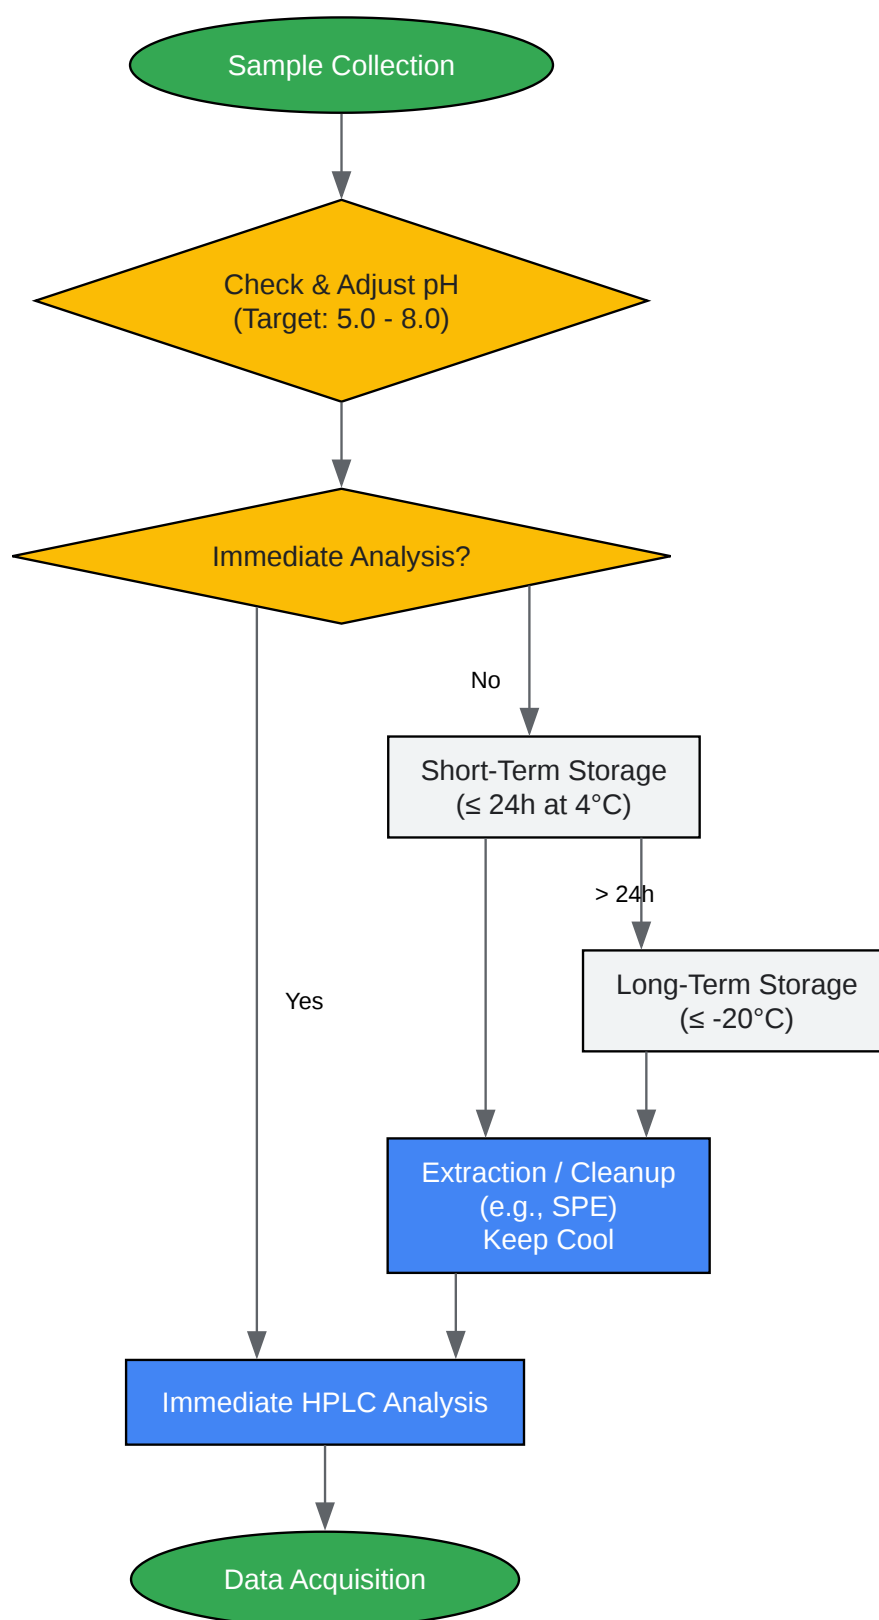 Sample Collection
Check & Adjust pH
(Target: 5.0 - 8.0)
Immediate Analysis?
No
Short-Term Storage
(≤ 24h at 4°C)
> 24h
Long-Term Storage
(≤ -20°C)
Yes
Extraction / Cleanup
(e.g., SPE)
Keep Cool
Immediate HPLC Analysis
Data Acquisition